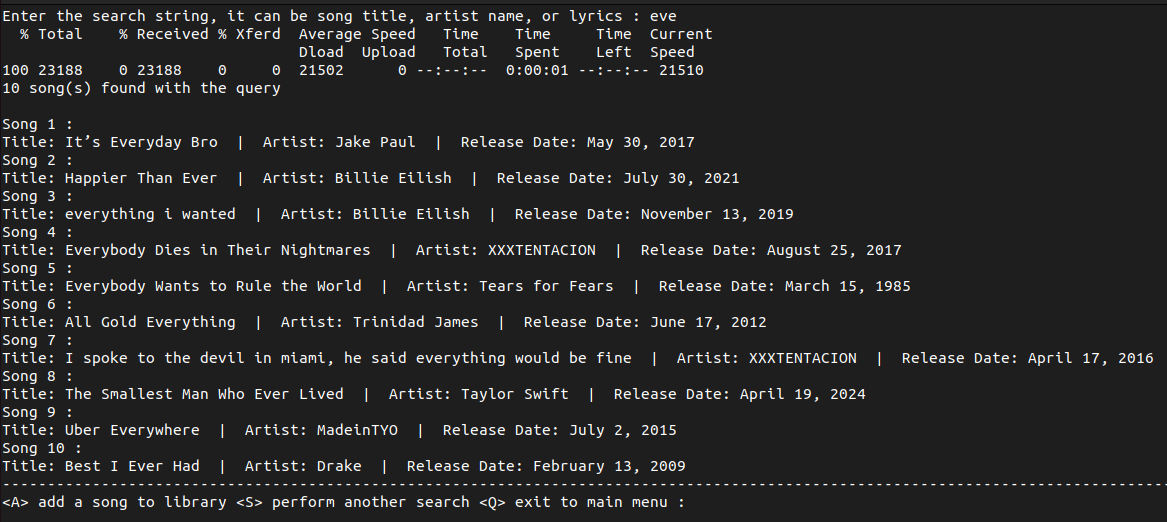 Enter the search string, it can be song title, artist name, or lyrics : eve
  % Total    % Received % Xferd  Average Speed   Time    Time     Time  Current
                                 Dload  Upload   Total   Spent    Left  Speed
100 23188    0 23188    0     0  21502      0 --:--:--  0:00:01 --:--:-- 21510
10 song(s) found with the query

Song 1 :
Title: It’s Everyday Bro  |  Artist: Jake Paul  |  Release Date: May 30, 2017
Song 2 :
Title: Happier Than Ever  |  Artist: Billie Eilish  |  Release Date: July 30, 2021
Song 3 :
Title: everything i wanted  |  Artist: Billie Eilish  |  Release Date: November 13, 2019
Song 4 :
Title: Everybody Dies in Their Nightmares  |  Artist: XXXTENTACION  |  Release Date: August 25, 2017
Song 5 :
Title: Everybody Wants to Rule the World  |  Artist: Tears for Fears  |  Release Date: March 15, 1985
Song 6 :
Title: All Gold Everything  |  Artist: Trinidad James  |  Release Date: June 17, 2012
Song 7 :
Title: I spoke to the devil in miami, he said everything would be fine  |  Artist: XXXTENTACION  |  Release Date: April 17, 2016
Song 8 :
Title: The Smallest Man Who Ever Lived  |  Artist: Taylor Swift  |  Release Date: April 19, 2024
Song 9 :
Title: Uber Everywhere  |  Artist: MadeinTYO  |  Release Date: July 2, 2015
Song 10 :
Title: Best I Ever Had  |  Artist: Drake  |  Release Date: February 13, 2009
----------------------------------------------------------------------------------------------------------------------------------
<A> add a song to library <S> perform another search <Q> exit to main menu :